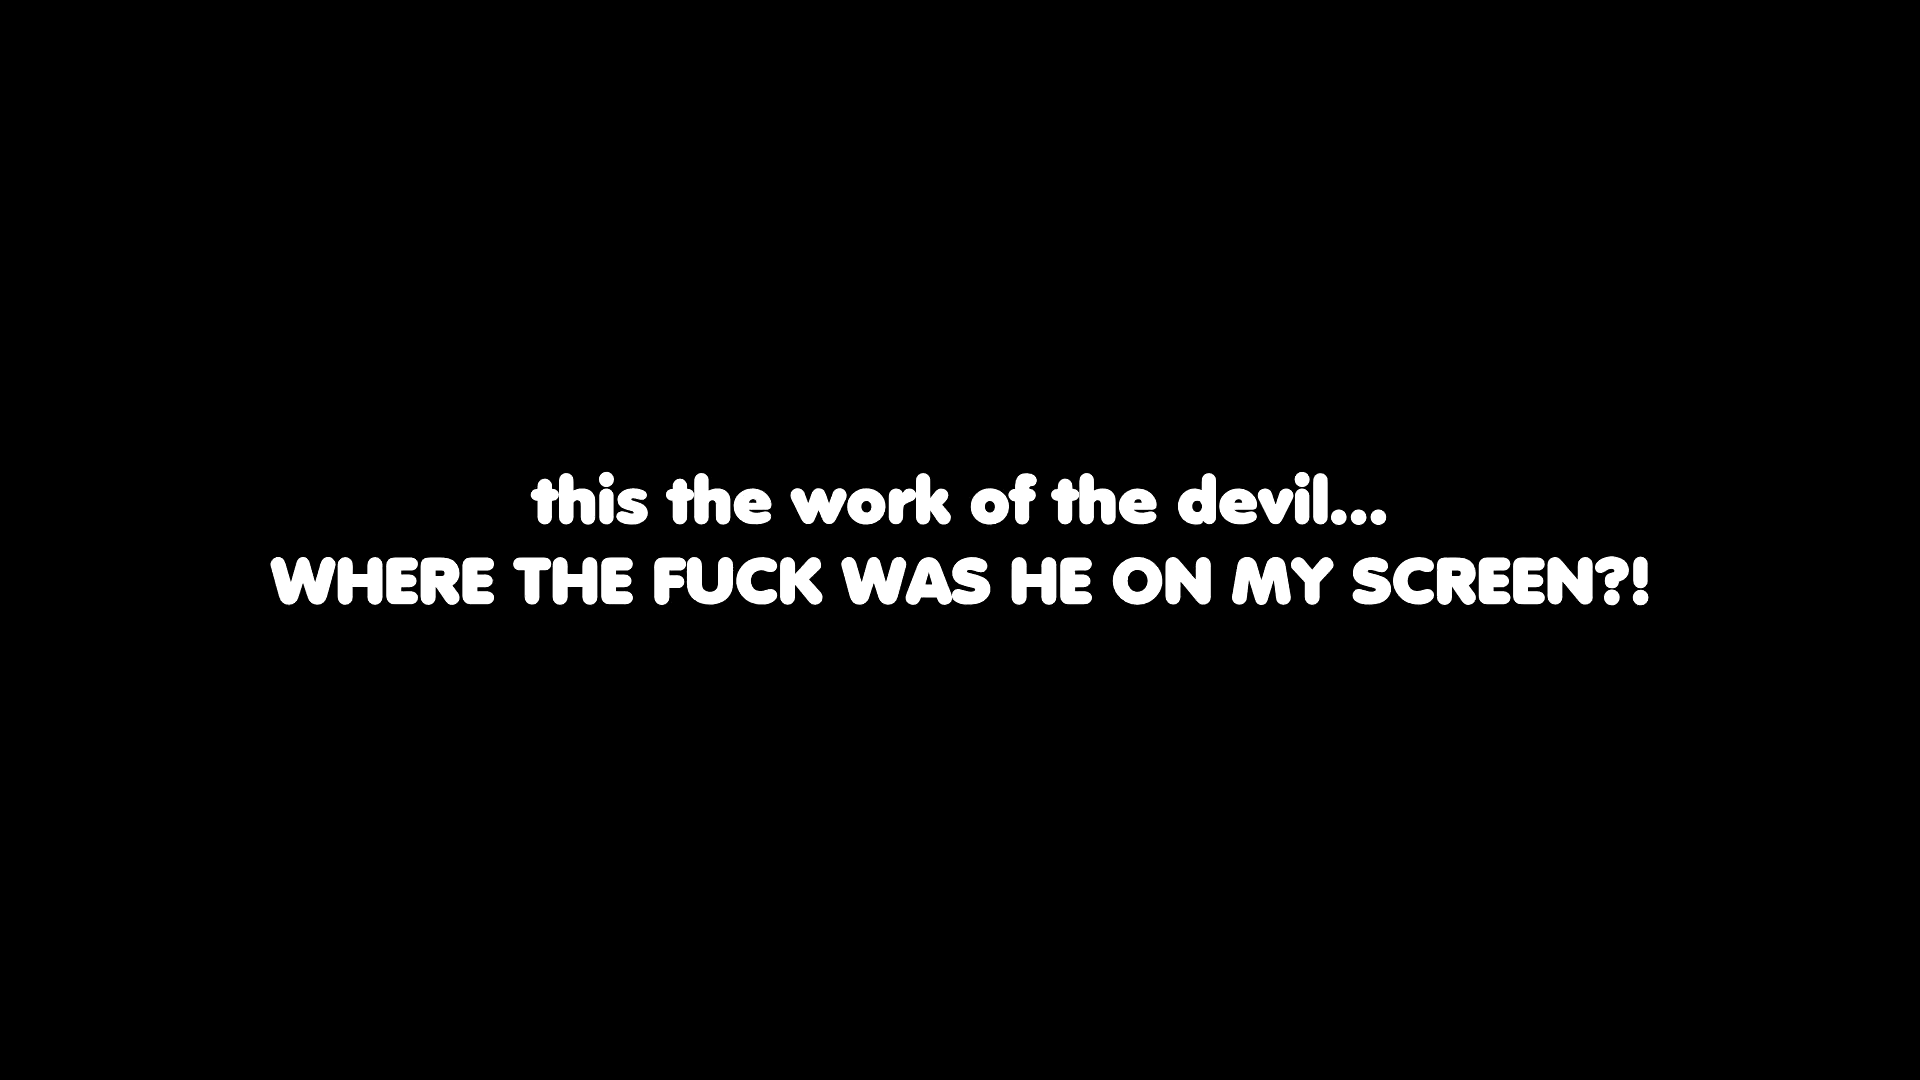 this the work of the devil...
WHERE THE FUCK WAS HE ON MY SCREEN?!